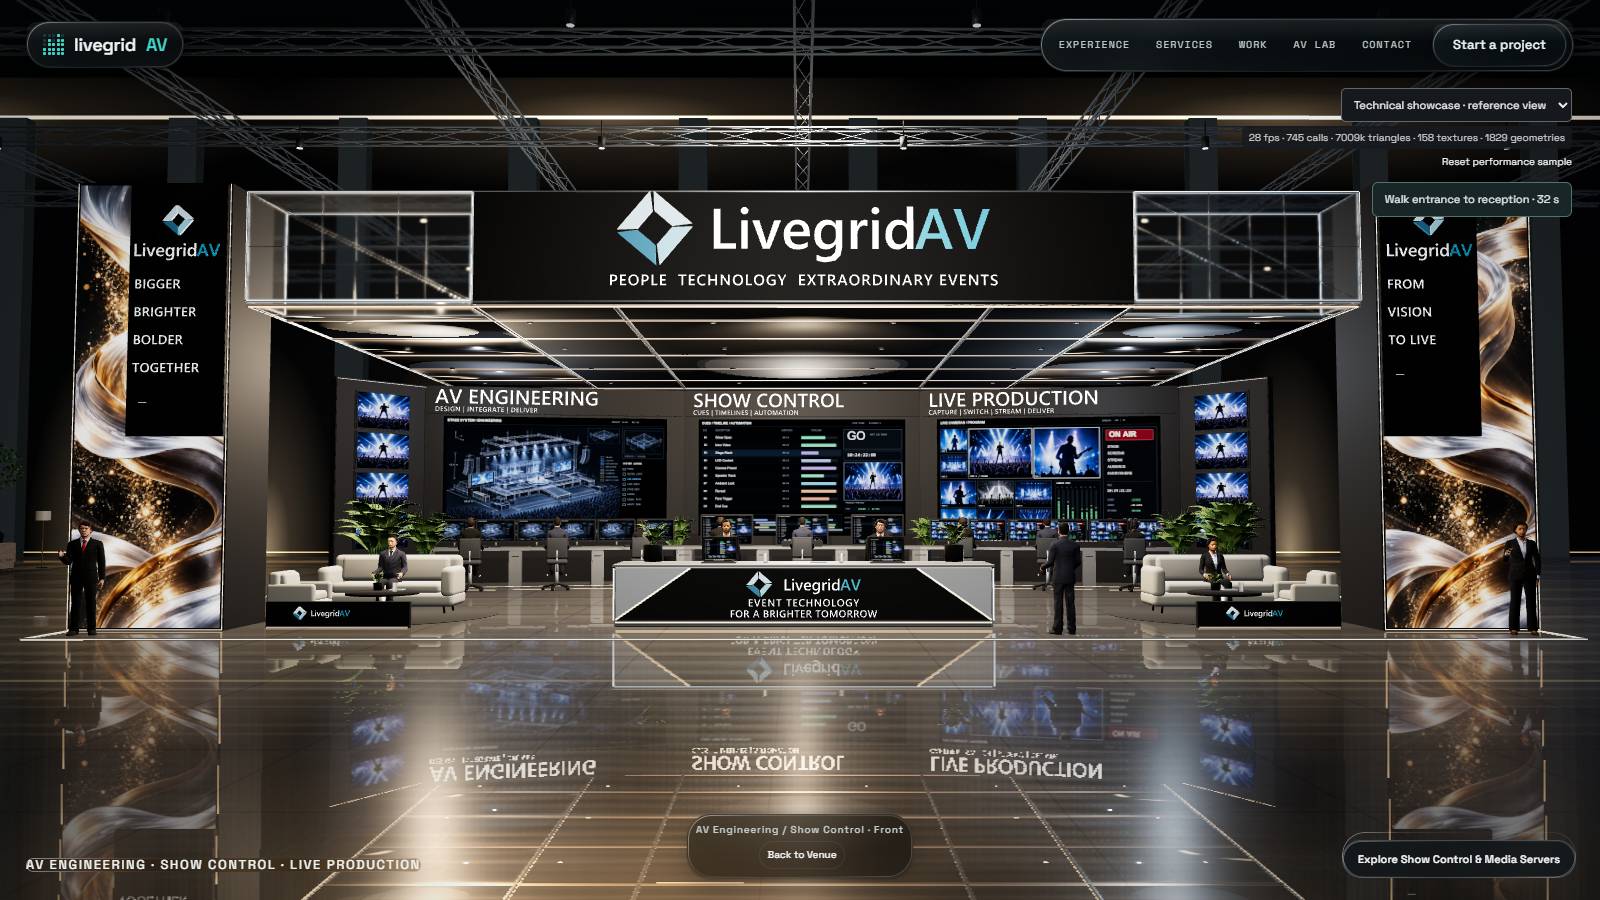 livegrid AV
EXPERIENCE SERVICES WORK AV LAB CONTACT Start a project
Technical showcase · reference view
28 fps · 745 calls · 7009k triangles · 158 textures · 1829 geometries
Reset performance sample
Walk entrance to reception · 32 s
LivegridAV
BIGGER
BRIGHTER
BOLDER
TOGETHER
LivegridAV
PEOPLE TECHNOLOGY EXTRAORDINARY EVENTS
LivegridAV
FROM
VISION
TO LIVE
AV ENGINEERING
DESIGN | INTEGRATE | DELIVER
SHOW CONTROL
CUES | TIMELINES | AUTOMATION
GO
LIVE PRODUCTION
CAPTURE | SWITCH | STREAM | DELIVER
ON AIR
LivegridAV
LivegridAV
EVENT TECHNOLOGY
FOR A BRIGHTER TOMORROW
LivegridAV
AV Engineering / Show Control · Front
Back to Venue
AV ENGINEERING · SHOW CONTROL · LIVE PRODUCTION
Explore Show Control & Media Servers